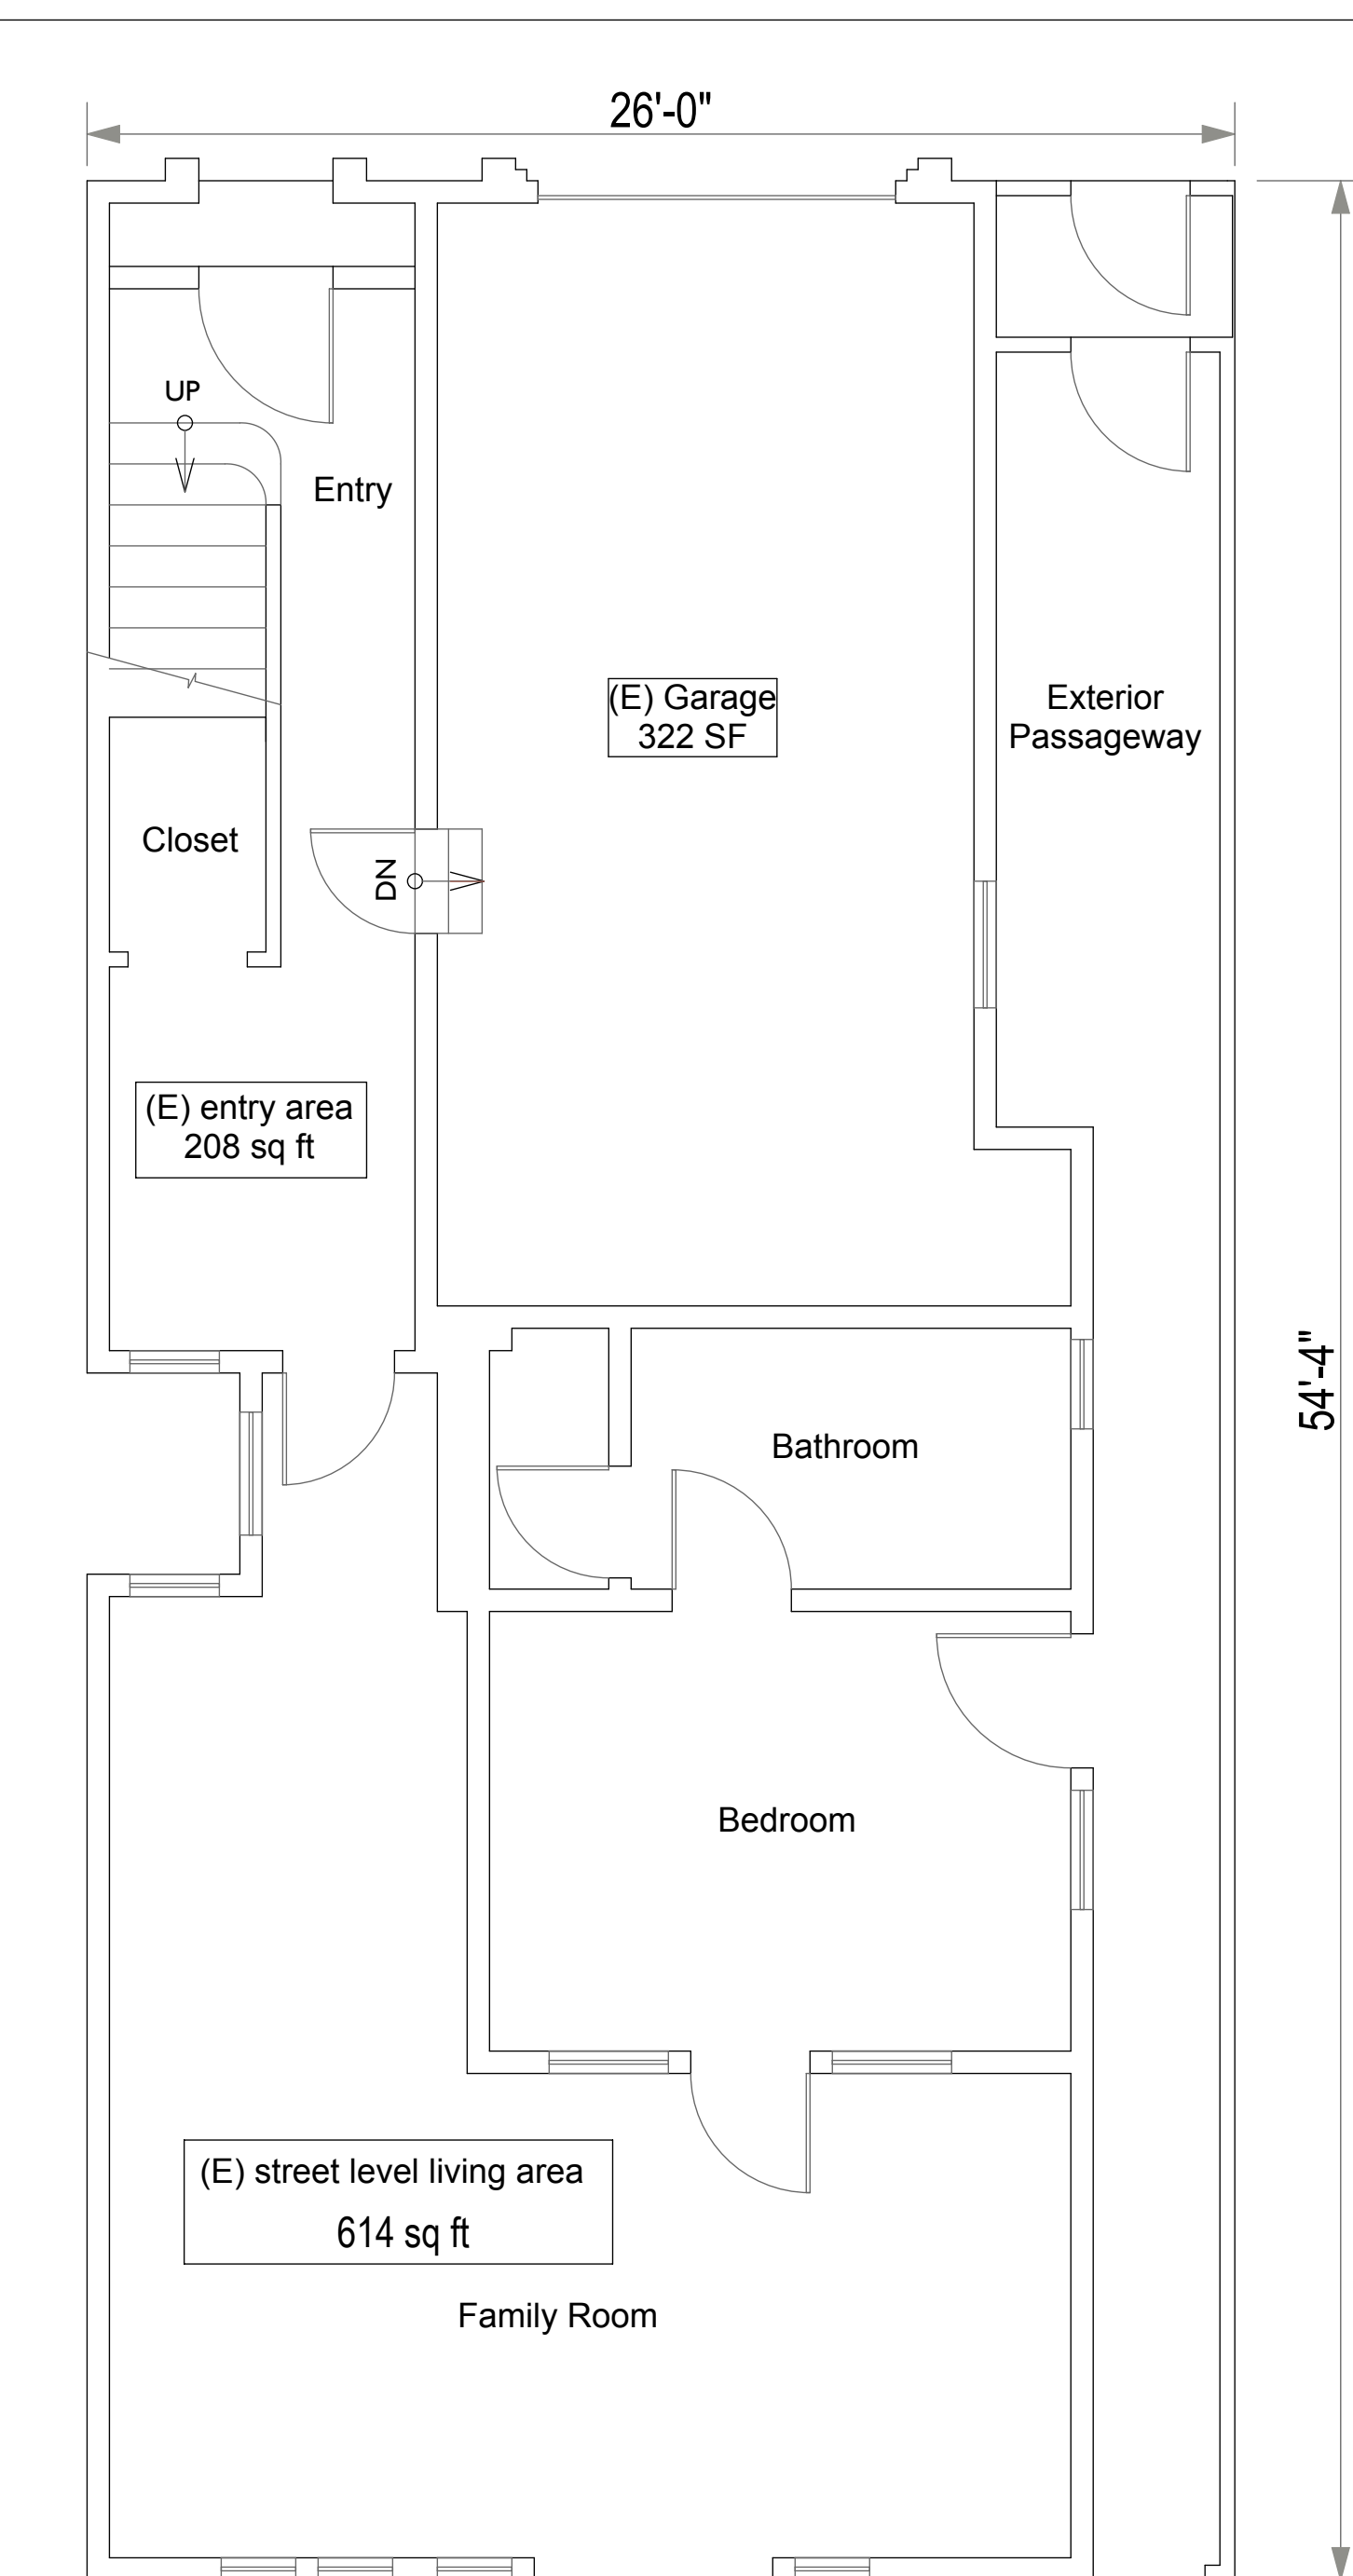 26'-0"
UP
Entry
(E) Garage
322 SF
Exterior
Passageway
Closet
DN
(E) entry area
208 sq ft
54'-4"
Bathroom
Bedroom
(E) street level living area
614 sq ft
Family Room